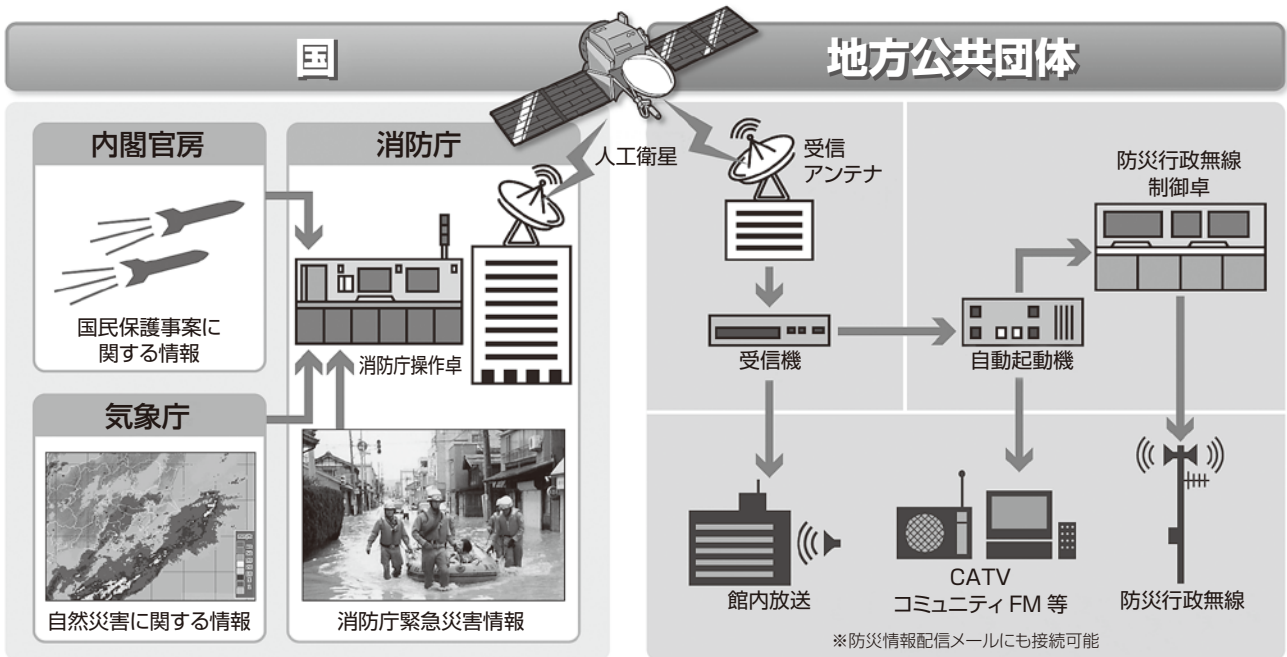 国
地方公共団体
内閣官房
国民保護事案に
関する情報
消防庁
人工衛星
消防庁操作卓
気象庁
自然災害に関する情報
消防庁緊急災害情報
受信
アンテナ
受信機
自動起動機
防災行政無線
制御卓
館内放送
CATV
コミュニティ FM 等
防災行政無線
※防災情報配信メールにも接続可能